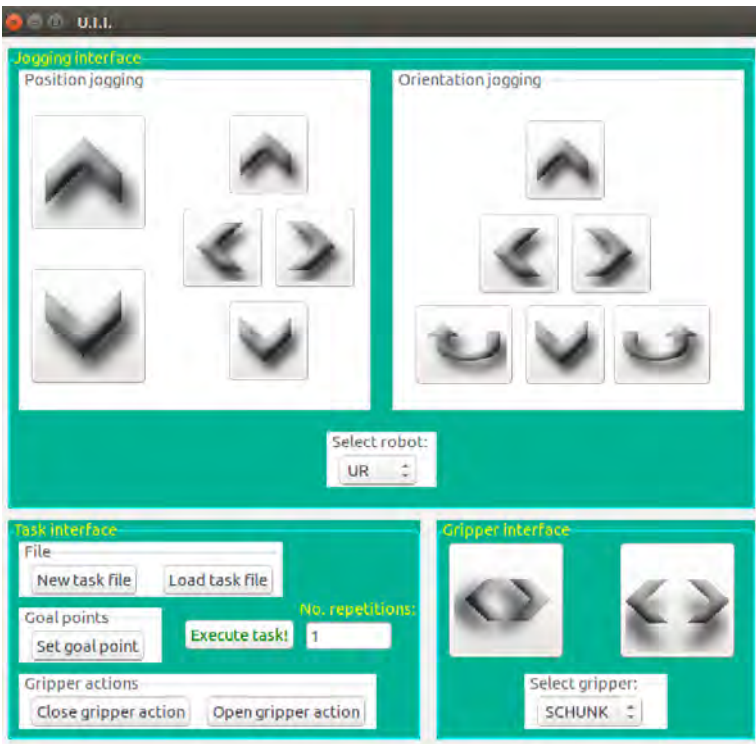 U.I.I.
Jogging interface
Position jogging
Orientation jogging
Select robot:
UR
Task interface
File
New task file
Load task file
Goal points
Set goal point
Execute task!
No. repetitions:
1
Gripper actions
Close gripper action
Open gripper action
Gripper interface
Select gripper:
SCHUNK